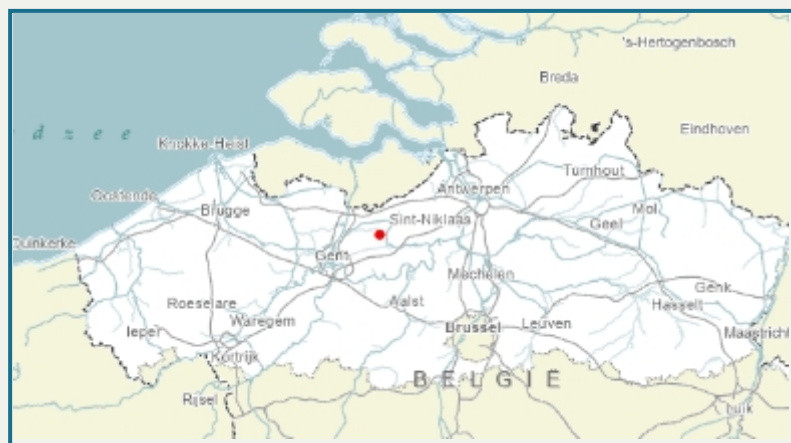 's-Hertogenbosch
Breda
d z e e
Eindhoven
Knokke-Heist
Turnhout
Antwerpen
Oostende
Brugge
Mol
Sint-Niklaas
Geel
Duinkerke
Gent
Mechelen
Genk
Roeselare
Aalst
Hasselt
Waregem
Brussel
Leuven
Ieper
Maastricht
Kortrijk
BELGIË
Rijsel
Luik